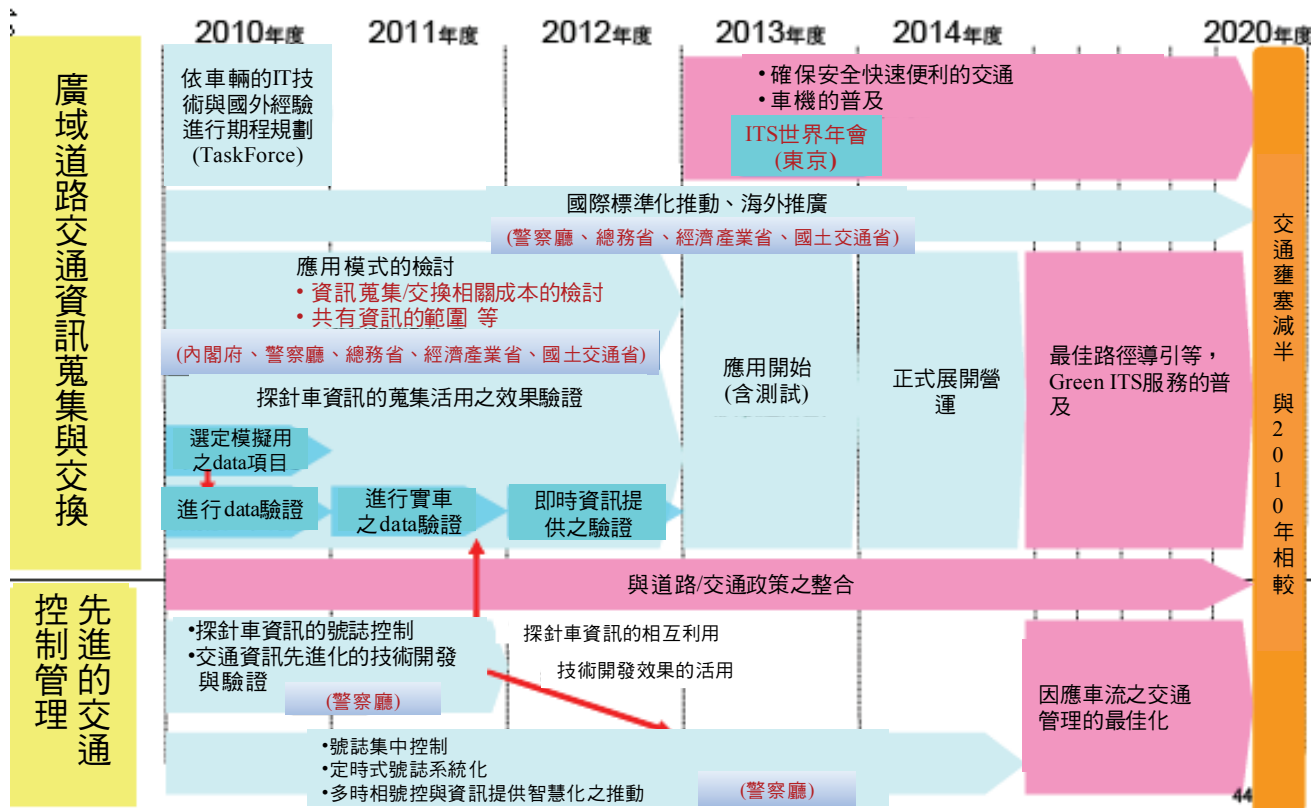 2010年度
2011年度
2012年度
2013年度
2014年度
2020年度
廣域道路交通資訊蒐集與交換
依車輛的IT技
術與國外經驗
進行期程規劃
(TaskForce)
•確保安全快速便利的交通
•車機的普及
ITS世界年會
(東京)
國際標準化推動、海外推廣
(警察廳、總務省、經濟產業省、國土交通省)
應用模式的檢討
•資訊蒐集/交換相關成本的檢討
•共有資訊的範圍 等
(內閣府、警察廳、總務省、經濟產業省、國土交通省)
探針車資訊的蒐集活用之效果驗證
選定模擬用
之data項目
進行data驗證
進行實車
之data驗證
即時資訊提
供之驗證
應用開始
(含測試)
正式展開營
運
最佳路徑導引等，
Green ITS服務的普
及
交通壅塞減半 與2010年相較
與道路/交通政策之整合
先進的交通
控制管理
•探針車資訊的號誌控制
•交通資訊先進化的技術開發
與驗證
(警察廳)
探針車資訊的相互利用
技術開發效果的活用
因應車流之交通
管理的最佳化
•號誌集中控制
•定時式號誌系統化
•多時相號控與資訊提供智慧化之推動
(警察廳)
44